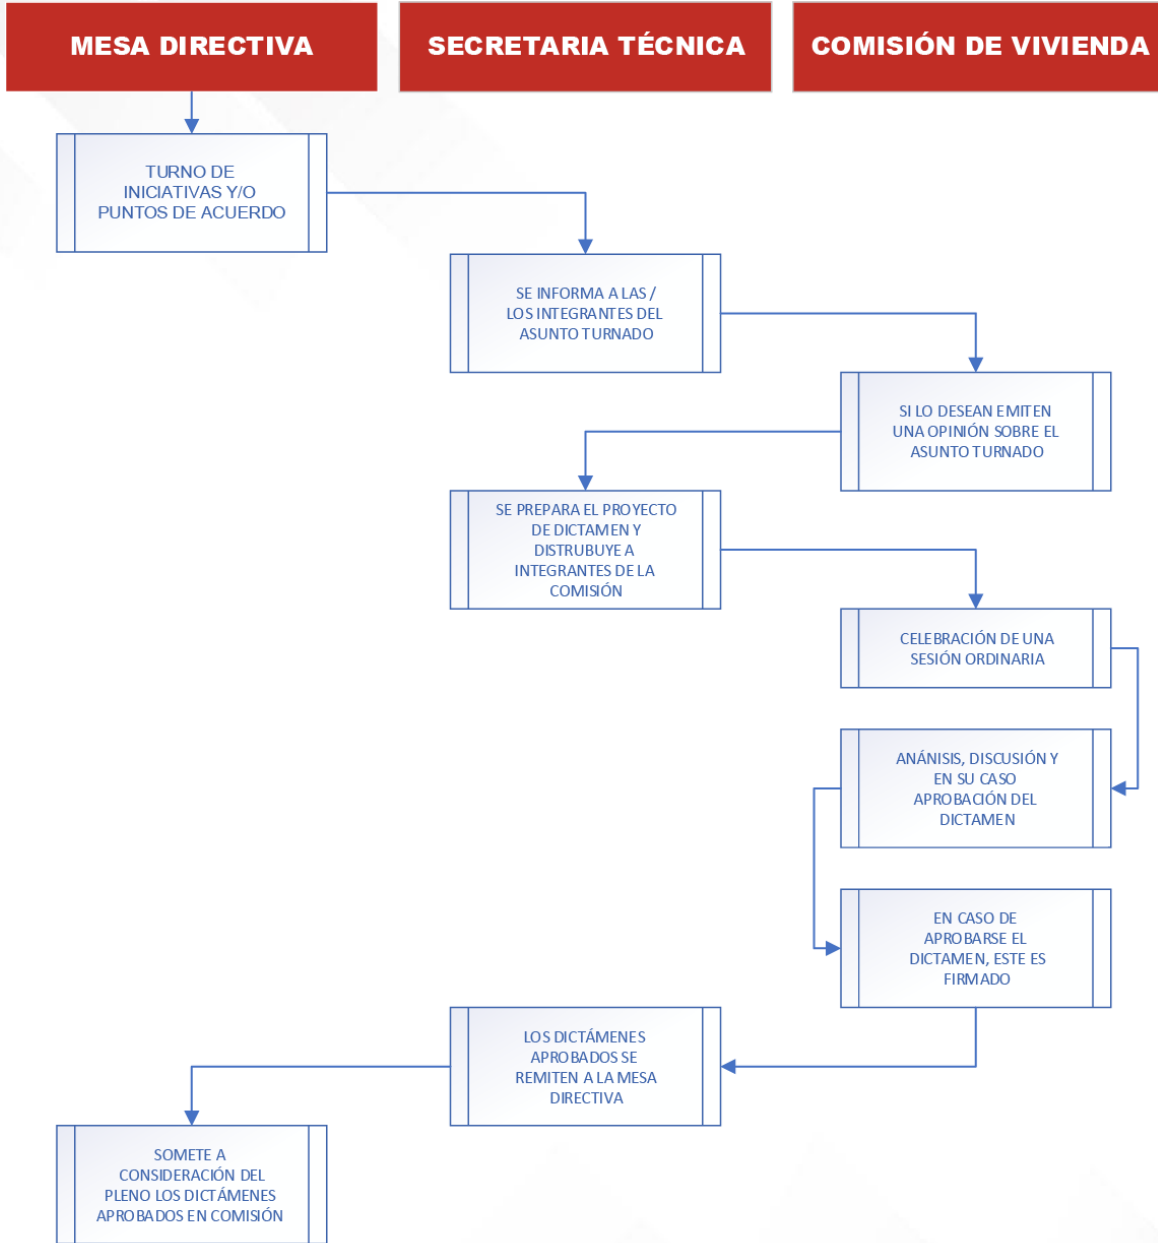 MESA DIRECTIVA
SECRETARIA TÉCNICA
COMISIÓN DE VIVIENDA
TURNO DE
INICIATIVAS Y/O
PUNTOS DE ACUERDO
SE INFORMA A LAS /
LOS INTEGRANTES DEL
ASUNTO TURNADO
SI LO DESEAN EMITEN
UNA OPINIÓN SOBRE EL
ASUNTO TURNADO
SE PREPARA EL PROYECTO
DE DICTAMEN Y
DISTRUBUYE A
INTEGRANTES DE LA
COMISIÓN
CELEBRACIÓN DE UNA
SESIÓN ORDINARIA
ANÁNISIS, DISCUSIÓN Y
EN SU CASO
APROBACIÓN DEL
DICTAMEN
EN CASO DE
APROBARSE EL
DICTAMEN, ESTE ES
FIRMADO
LOS DICTÁMENES
APROBADOS SE
REMITEN A LA MESA
DIRECTIVA
SOMETE A
CONSIDERACIÓN DEL
PLENO LOS DICTÁMENES
APROBADOS EN COMISIÓN